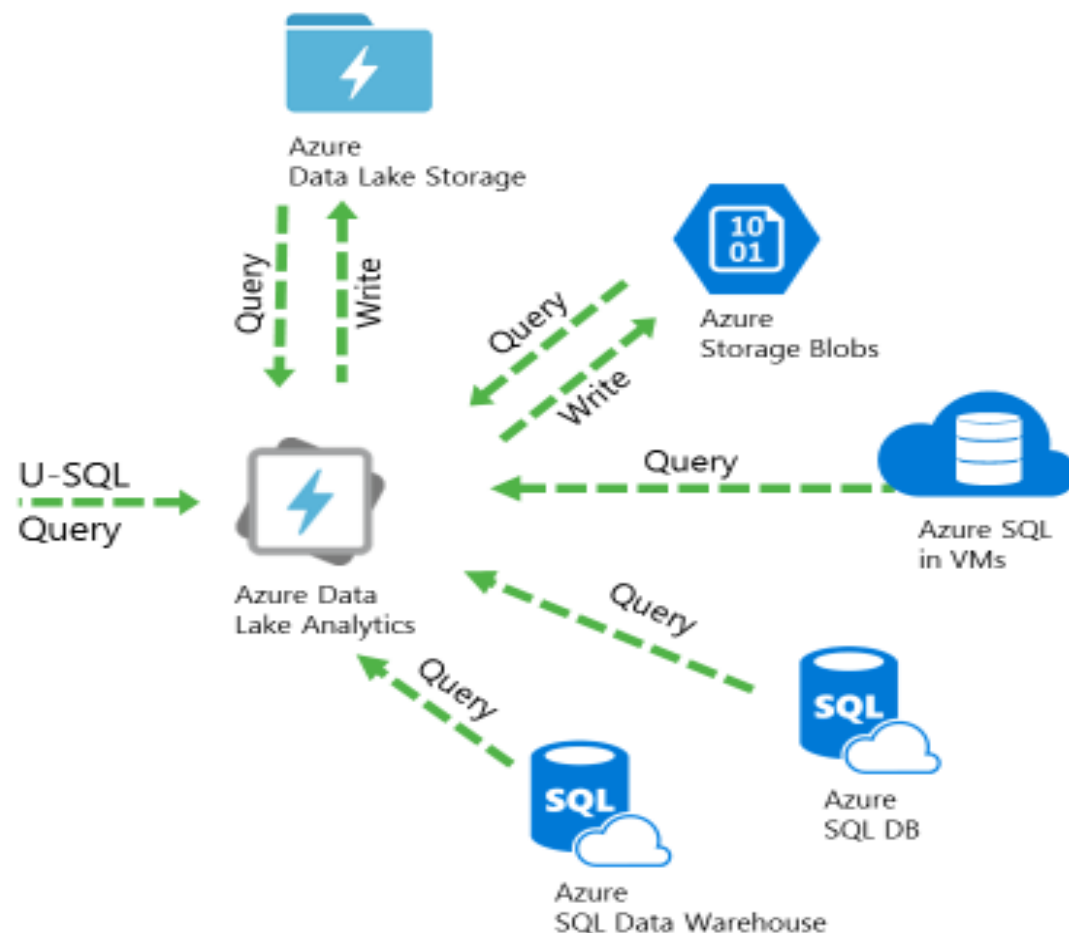 Azure
Data Lake Storage
Query
Write
10
01
Azure
Storage Blobs
Query
Write
Query
Azure SQL
in VMs
U-SQL
Query
Azure Data
Lake Analytics
Query
SQL
Azure
SQL DB
Query
SQL
Azure
SQL Data Warehouse